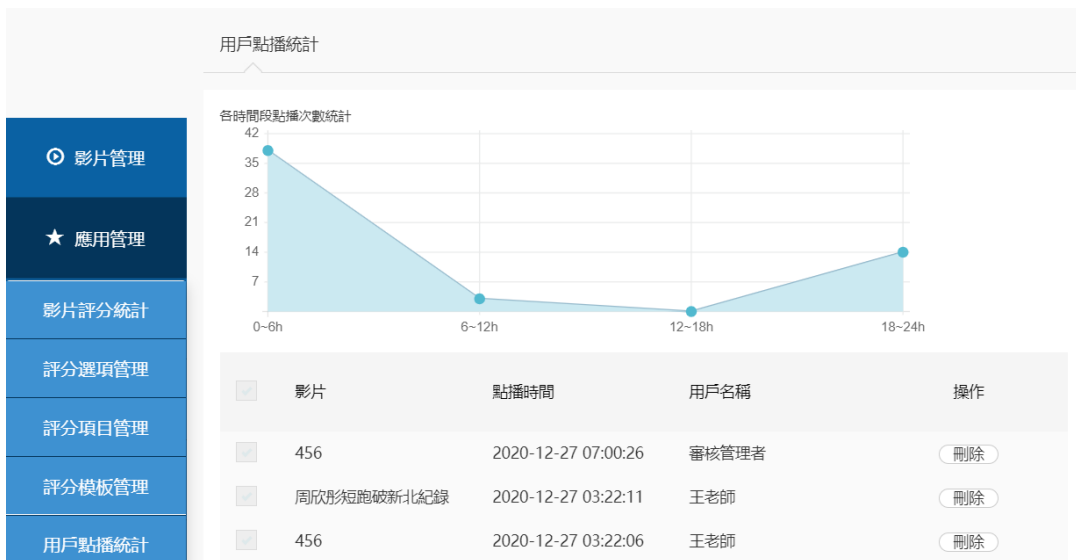 用戶點播統計
影片管理
應用管理
影片評分統計
評分選項管理
評分項目管理
評分模板管理
用戶點播統計
各時間段點播次數統計
42
35
28
21
14
7
0~6h 6~12h 12~18h 18~24h
影片 點播時間 用戶名稱 操作
456 2020-12-27 07:00:26 審核管理者 刪除
周欣彤短跑破新北紀錄 2020-12-27 03:22:11 王老師 刪除
456 2020-12-27 03:22:06 王老師 刪除